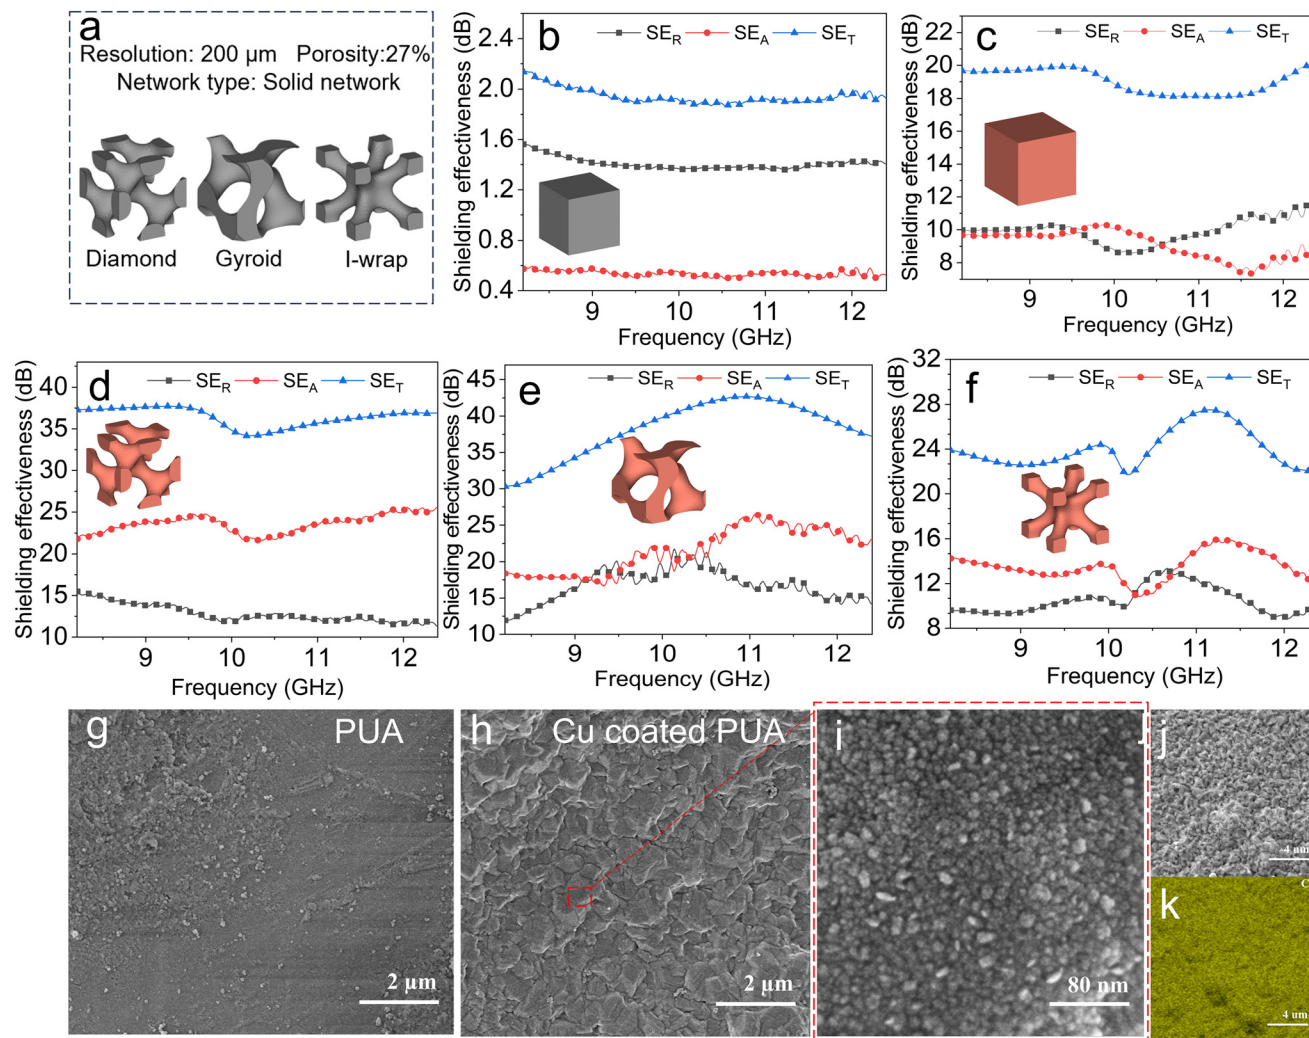 a
Resolution: 200 µm Porosity:27%
Network type: Solid network
Diamond Gyroid I-wrap
b
SE_R SE_A SE_T
Shielding effectiveness (dB)
2.4
2.0
1.6
1.2
0.8
0.4
9 10 11 12
Frequency (GHz)
c
SE_R SE_A SE_T
Shielding effectiveness (dB)
22
20
18
16
14
12
10
8
9 10 11 12
Frequency (GHz)
d
SE_R SE_A SE_T
Shielding effectiveness (dB)
40
35
30
25
20
15
10
9 10 11 12
Frequency (GHz)
e
SE_R SE_A SE_T
Shielding effectiveness (dB)
45
40
35
30
25
20
15
10
9 10 11 12
Frequency (GHz)
f
SE_R SE_A SE_T
Shielding effectiveness (dB)
32
28
24
20
16
12
8
9 10 11 12
Frequency (GHz)
g
PUA
2 µm
h
Cu coated PUA
2 µm
i
80 nm
j
4 um
k
4 um